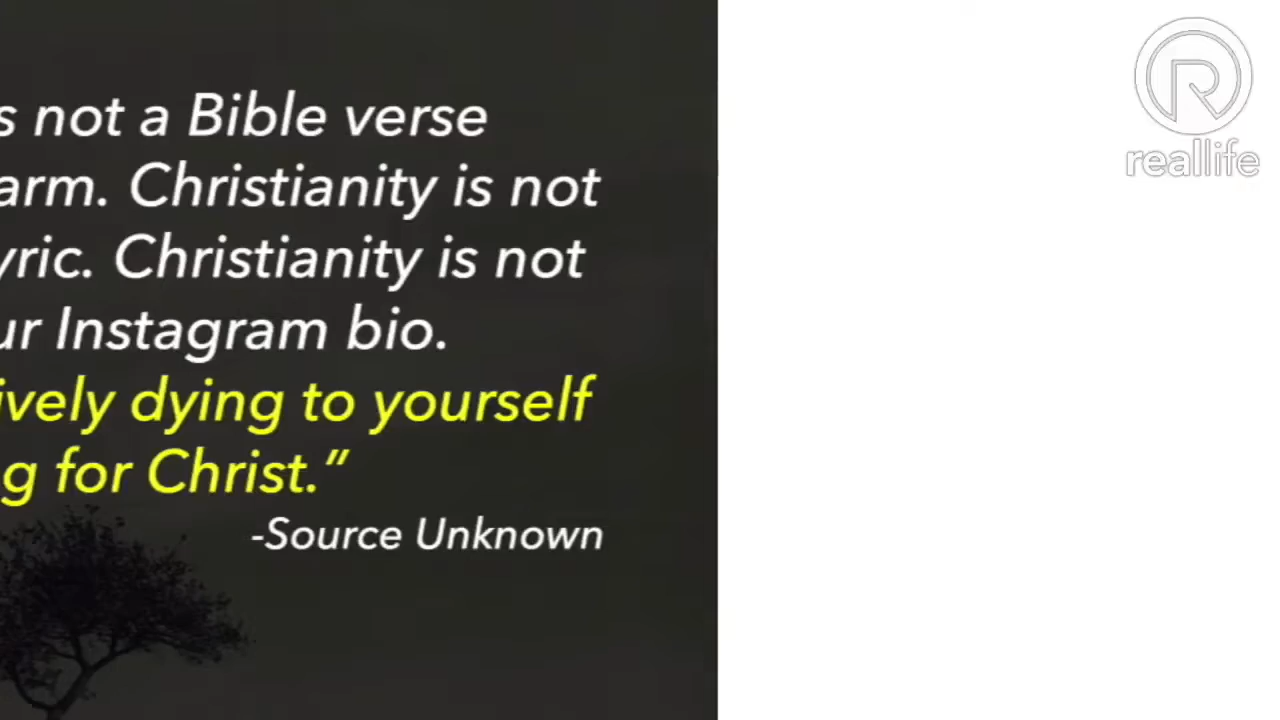 s not a Bible verse
arm. Christianity is not
yric. Christianity is not
ur Instagram bio.
ively dying to yourself
g for Christ.”
-Source Unknown
R
reallife